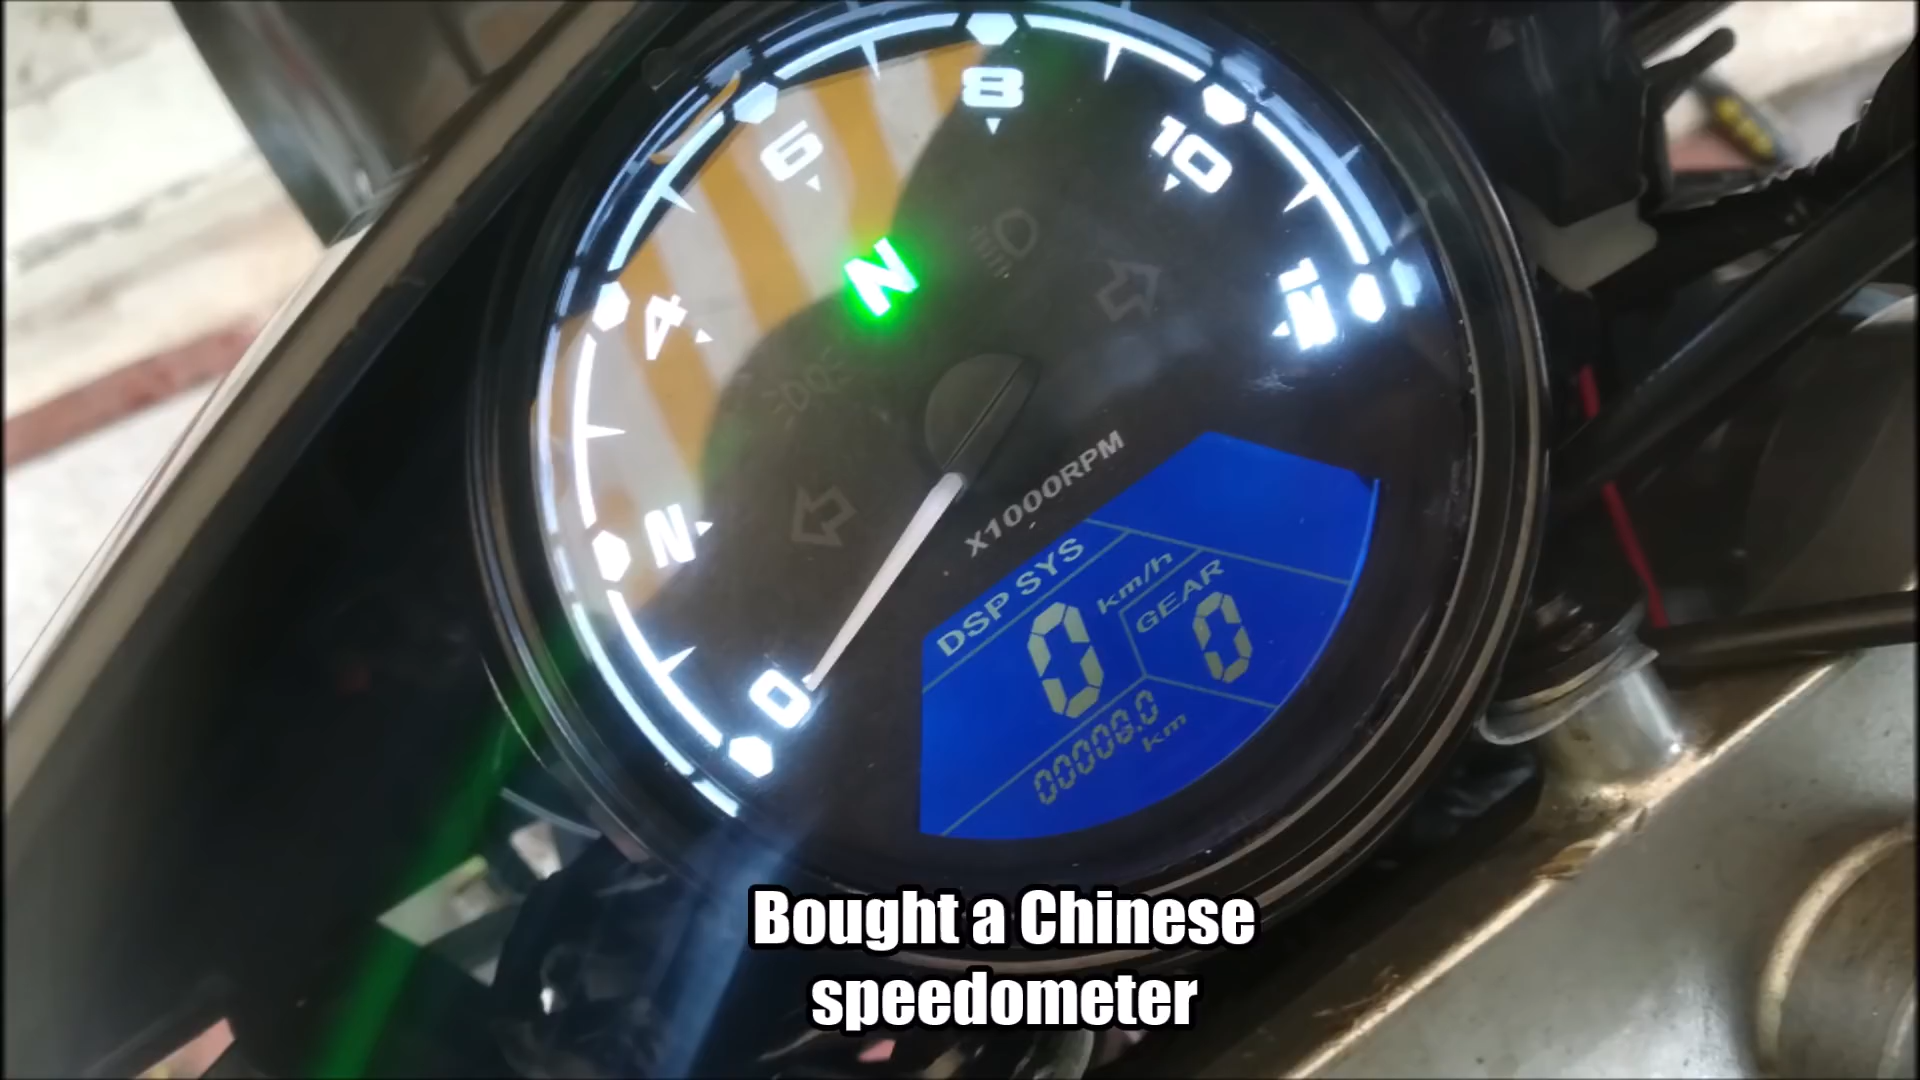 8
6
10
4
N
12
2
0
X1000RPM
DSP SYS
0 km/h
GEAR
0
00000.0
km
Bought a Chinese
speedometer